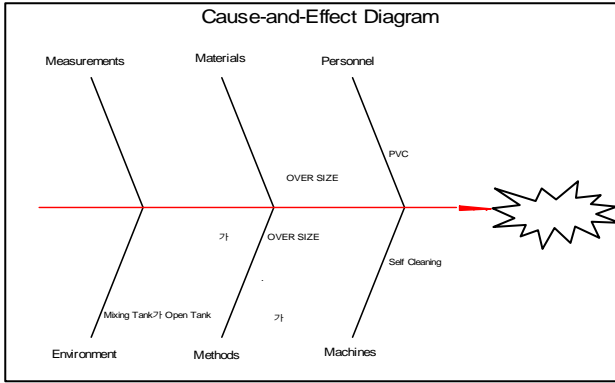 Cause-and-Effect Diagram
Measurements
Materials
Personnel
PVC
OVER SIZE
가
OVER SIZE
Self Cleaning
Mixing Tank가 Open Tank
가
Environment
Methods
Machines